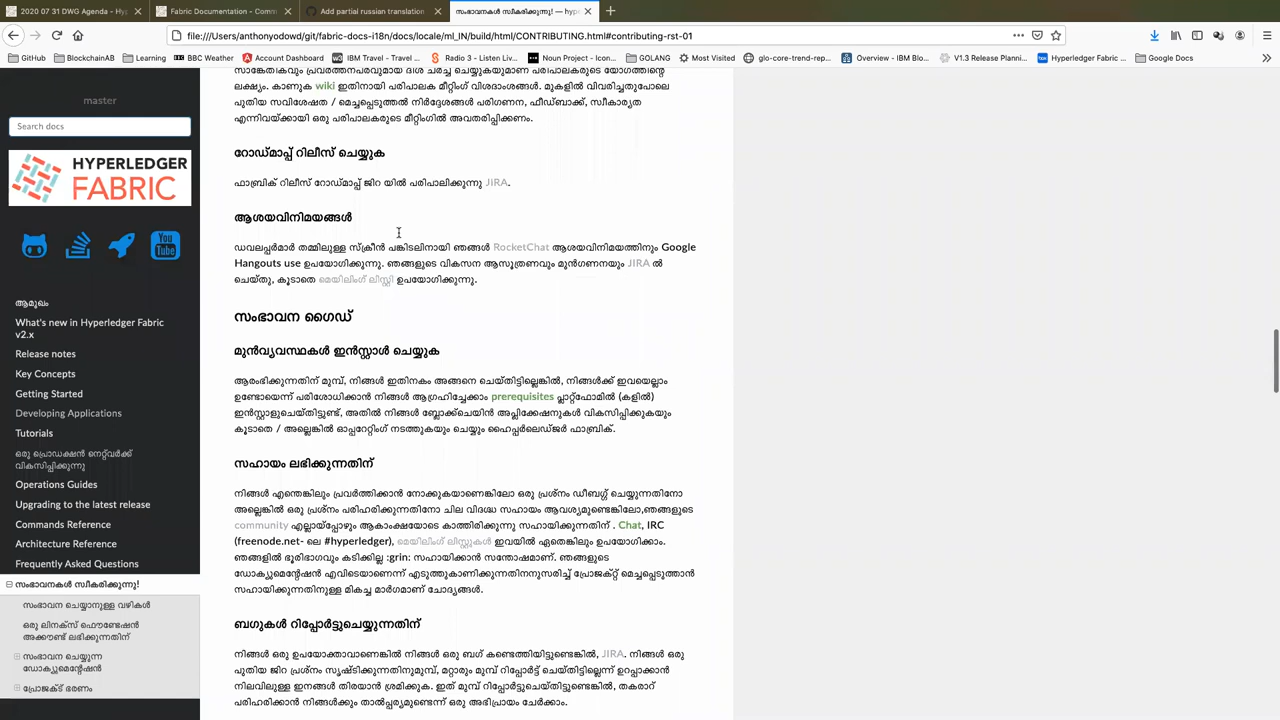 2020 07 31 DWG Agenda - Hy
Fabric Documentation - Comm
Add partial russian translation
സംഭാവനകൾ സ്വീകരിക്കുന്നു! — hype
file:///Users/anthonyodowd/git/fabric-docs-i18n/docs/locale/ml_IN/build/html/CONTRIBUTING.html#contributing-rst-01
GitHub
BlockchainAB
Learning
BBC Weather
Account Dashboard
IBM Travel - Travel ...
Radio 3 - Listen Liv...
Noun Project - Icon...
GOLANG
Most Visited
glo-core-trend-rep...
Overview - IBM Blo...
V1.3 Release Planni...
Hyperledger Fabric ...
Google Docs
master
Search docs
HYPERLEDGER
FABRIC
ആമുഖം
What's new in Hyperledger Fabric
v2.x
Release notes
Key Concepts
Getting Started
Developing Applications
Tutorials
ഒരു പ്രൊഡക്ഷൻ നെറ്റ്‌വർക്ക്
വികസിപ്പിക്കുന്നു
Operations Guides
Upgrading to the latest release
Commands Reference
Architecture Reference
Frequently Asked Questions
സംഭാവനകൾ സ്വീകരിക്കുന്നു!
സംഭാവന ചെയ്യാനുള്ള വഴികൾ
ഒരു ലിനക്സ് ഫൌണ്ടേഷൻ
അക്കൗണ്ട് ലഭിക്കുന്നതിന്
സംഭാവന ചെയ്യുന്ന
ഡോക്യുമെന്റേഷൻ
പ്രോജക്ട് ഭരണം
സാങ്കേതികവും പ്രവർത്തനപരവുമായ ദിശ ചർച്ച ചെയ്യുകയുമാണ് പരിപാലകരുടെ യോഗത്തിന്റെ
ലക്ഷ്യം. കാണുക wiki ഇതിനായി പരിപാലക മീറ്റിംഗ് വിശദാംശങ്ങൾ. മുകളിൽ വിവരിച്ചതുപോലെ
പുതിയ സവിശേഷത / മെച്ചപ്പെടുത്തൽ നിർദ്ദേശങ്ങൾ പരിഗണന, ഫീഡ്‌ബാക്ക്, സ്വീകാര്യത
എന്നിവയ്ക്കായി ഒരു പരിപാലകരുടെ മീറ്റിംഗിൽ അവതരിപ്പിക്കണം.
റോഡ്മാപ്പ് റിലീസ് ചെയ്യുക
ഫാബ്രിക് റിലീസ് റോഡ്മാപ്പ് ജിറ യിൽ പരിപാലിക്കുന്നു JIRA.
ആശയവിനിമയങ്ങൾ
ഡവലപ്പർമാർ തമ്മിലുള്ള സ്ക്രീൻ പങ്കിടലിനായി ഞങ്ങൾ RocketChat ആശയവിനിമയത്തിനും Google
Hangouts use ഉപയോഗിക്കുന്നു. ഞങ്ങളുടെ വികസന ആസൂത്രണവും മുൻഗണനയും JIRA ൽ
ചെയ്തു, കൂടാതെ മെയിലിംഗ് ലിസ്റ്റ് ഉപയോഗിക്കുന്നു.
സംഭാവന ഗൈഡ്
മുൻവ്യവസ്ഥകൾ ഇൻസ്റ്റാൾ ചെയ്യുക
ആരംഭിക്കുന്നതിന് മുമ്പ്, നിങ്ങൾ ഇതിനകം അങ്ങനെ ചെയ്തിട്ടില്ലെങ്കിൽ, നിങ്ങൾക്ക് ഇവയെല്ലാം
ഉണ്ടോയെന്ന് പരിശോധിക്കാൻ നിങ്ങൾ ആഗ്രഹിച്ചേക്കാം prerequisites പ്ലാറ്റ്ഫോമിൽ (കളിൽ)
ഇൻസ്റ്റാളുചെയ്തിട്ടുണ്ട്, അതിൽ നിങ്ങൾ ബ്ലോക്ക്ചെയിൻ അപ്ലിക്കേഷനുകൾ വികസിപ്പിക്കുകയും
കൂടാതെ / അല്ലെങ്കിൽ ഓപ്പറേറ്റിംഗ് നടത്തുകയും ചെയ്യും ഹൈപ്പർലെഡ്ജർ ഫാബ്രിക്.
സഹായം ലഭിക്കുന്നതിന്
നിങ്ങൾ എന്തെങ്കിലും പ്രവർത്തിക്കാൻ നോക്കുകയാണെങ്കിലോ ഒരു പ്രശ്നം ഡീബഗ്ഗ് ചെയ്യുന്നതിനോ
അല്ലെങ്കിൽ ഒരു പ്രശ്നം പരിഹരിക്കുന്നതിനോ ചില വിദഗ്ദ്ധ സഹായം ആവശ്യമുണ്ടെങ്കിലോ,ഞങ്ങളുടെ
community എല്ലായ്പ്പോഴും ആകാംക്ഷയോടെ കാത്തിരിക്കുന്നു സഹായിക്കുന്നതിന് . Chat, IRC
(freenode.net- ലെ #hyperledger), മെയിലിംഗ് ലിസ്റ്റുകൾ ഇവയിൽ ഏതെങ്കിലും ഉപയോഗിക്കാം.
ഞങ്ങളിൽ ഭൂരിഭാഗവും കടിക്കില്ല :grin: സഹായിക്കാൻ സന്തോഷമാണ്. ഞങ്ങളുടെ
ഡോക്യുമെന്റേഷൻ എവിടെയാണെന്ന് എടുത്തുകാണിക്കുന്നതിനനുസരിച്ച് പ്രോജക്റ്റ് മെച്ചപ്പെടുത്താൻ
സഹായിക്കുന്നതിനുള്ള മികച്ച മാർഗമാണ് ചോദ്യങ്ങൾ.
ബഗുകൾ റിപ്പോർട്ടുചെയ്യുന്നതിന്
നിങ്ങൾ ഒരു ഉപയോക്താവാണെങ്കിൽ നിങ്ങൾ ഒരു ബഗ് കണ്ടെത്തിയിട്ടുണ്ടെങ്കിൽ, JIRA. നിങ്ങൾ ഒരു
പുതിയ ജിറ പ്രശ്നം സൃഷ്ടിക്കുന്നതിനുമുമ്പ്, മറ്റാരും മുമ്പ് റിപ്പോർട്ട് ചെയ്തിട്ടില്ലെന്ന് ഉറപ്പാക്കാൻ
നിലവിലുള്ള ഇനങ്ങൾ തിരയാൻ ശ്രമിക്കുക. ഇത് മുമ്പ് റിപ്പോർട്ടുചെയ്തിട്ടുണ്ടെങ്കിൽ, തകരാറ്
പരിഹരിക്കാൻ നിങ്ങൾക്കും താൽപ്പര്യമുണ്ടെന്ന് ഒരു അഭിപ്രായം ചേർക്കാം.